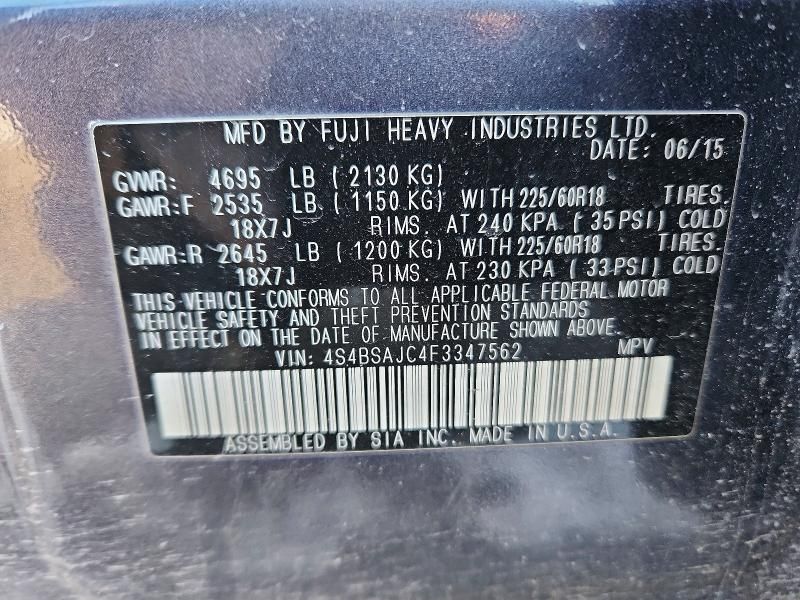 MFD BY FUJI HEAVY INDUSTRIES LTD.
DATE: 06/15
GVWR: 4695 LB (2130 KG)
GAWR:F 2535 LB (1150 KG) WITH 225/60R18 TIRES.
18X7J RIMS. AT 240 KPA (35 PSI) COLD
GAWR:R 2645 LB (1200 KG) WITH 225/60R18 TIRES.
18X7J RIMS. AT 230 KPA (33 PSI) COLD
THIS VEHICLE CONFORMS TO ALL APPLICABLE FEDERAL MOTOR
VEHICLE SAFETY AND THEFT PREVENTION STANDARDS
IN EFFECT ON THE DATE OF MANUFACTURE SHOWN ABOVE.
VIN: 4S4BSAJC4F3347562 MPV
ASSEMBLED BY SIA INC. MADE IN U.S.A.